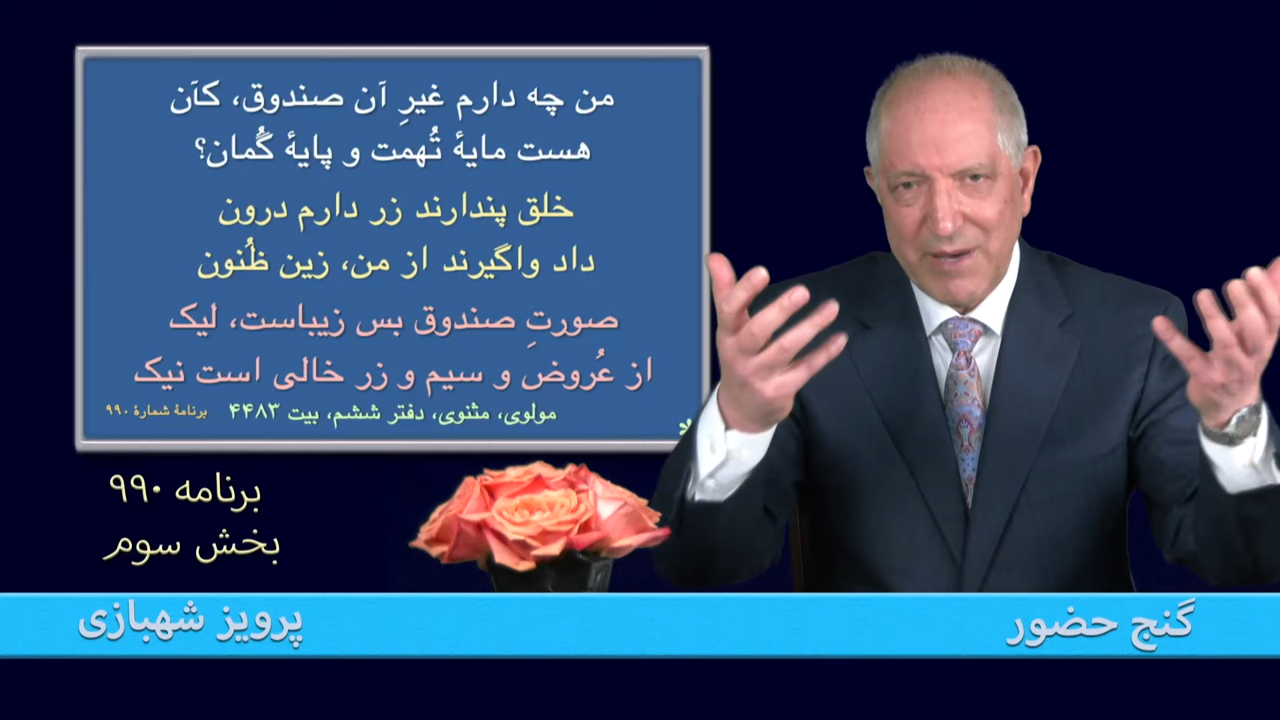 من چه دارم غیرِ آن صندوق، کآن
هست مایهٔ تُهمت و پایهٔ گُمان؟
خلق پندارند زر دارم درون
داد واگیرند از من، زین ظُنون
صورتِ صندوق بس زیباست، لیک
از عُروض و سیم و زر خالی است نیک
مولوی، مثنوی، دفتر ششم، بیت ۴۴۸۳
برنامهٔ شمارهٔ ۹۹۰
برنامه ۹۹۰
بخش سوم
گنج حضور
پرویز شهبازی